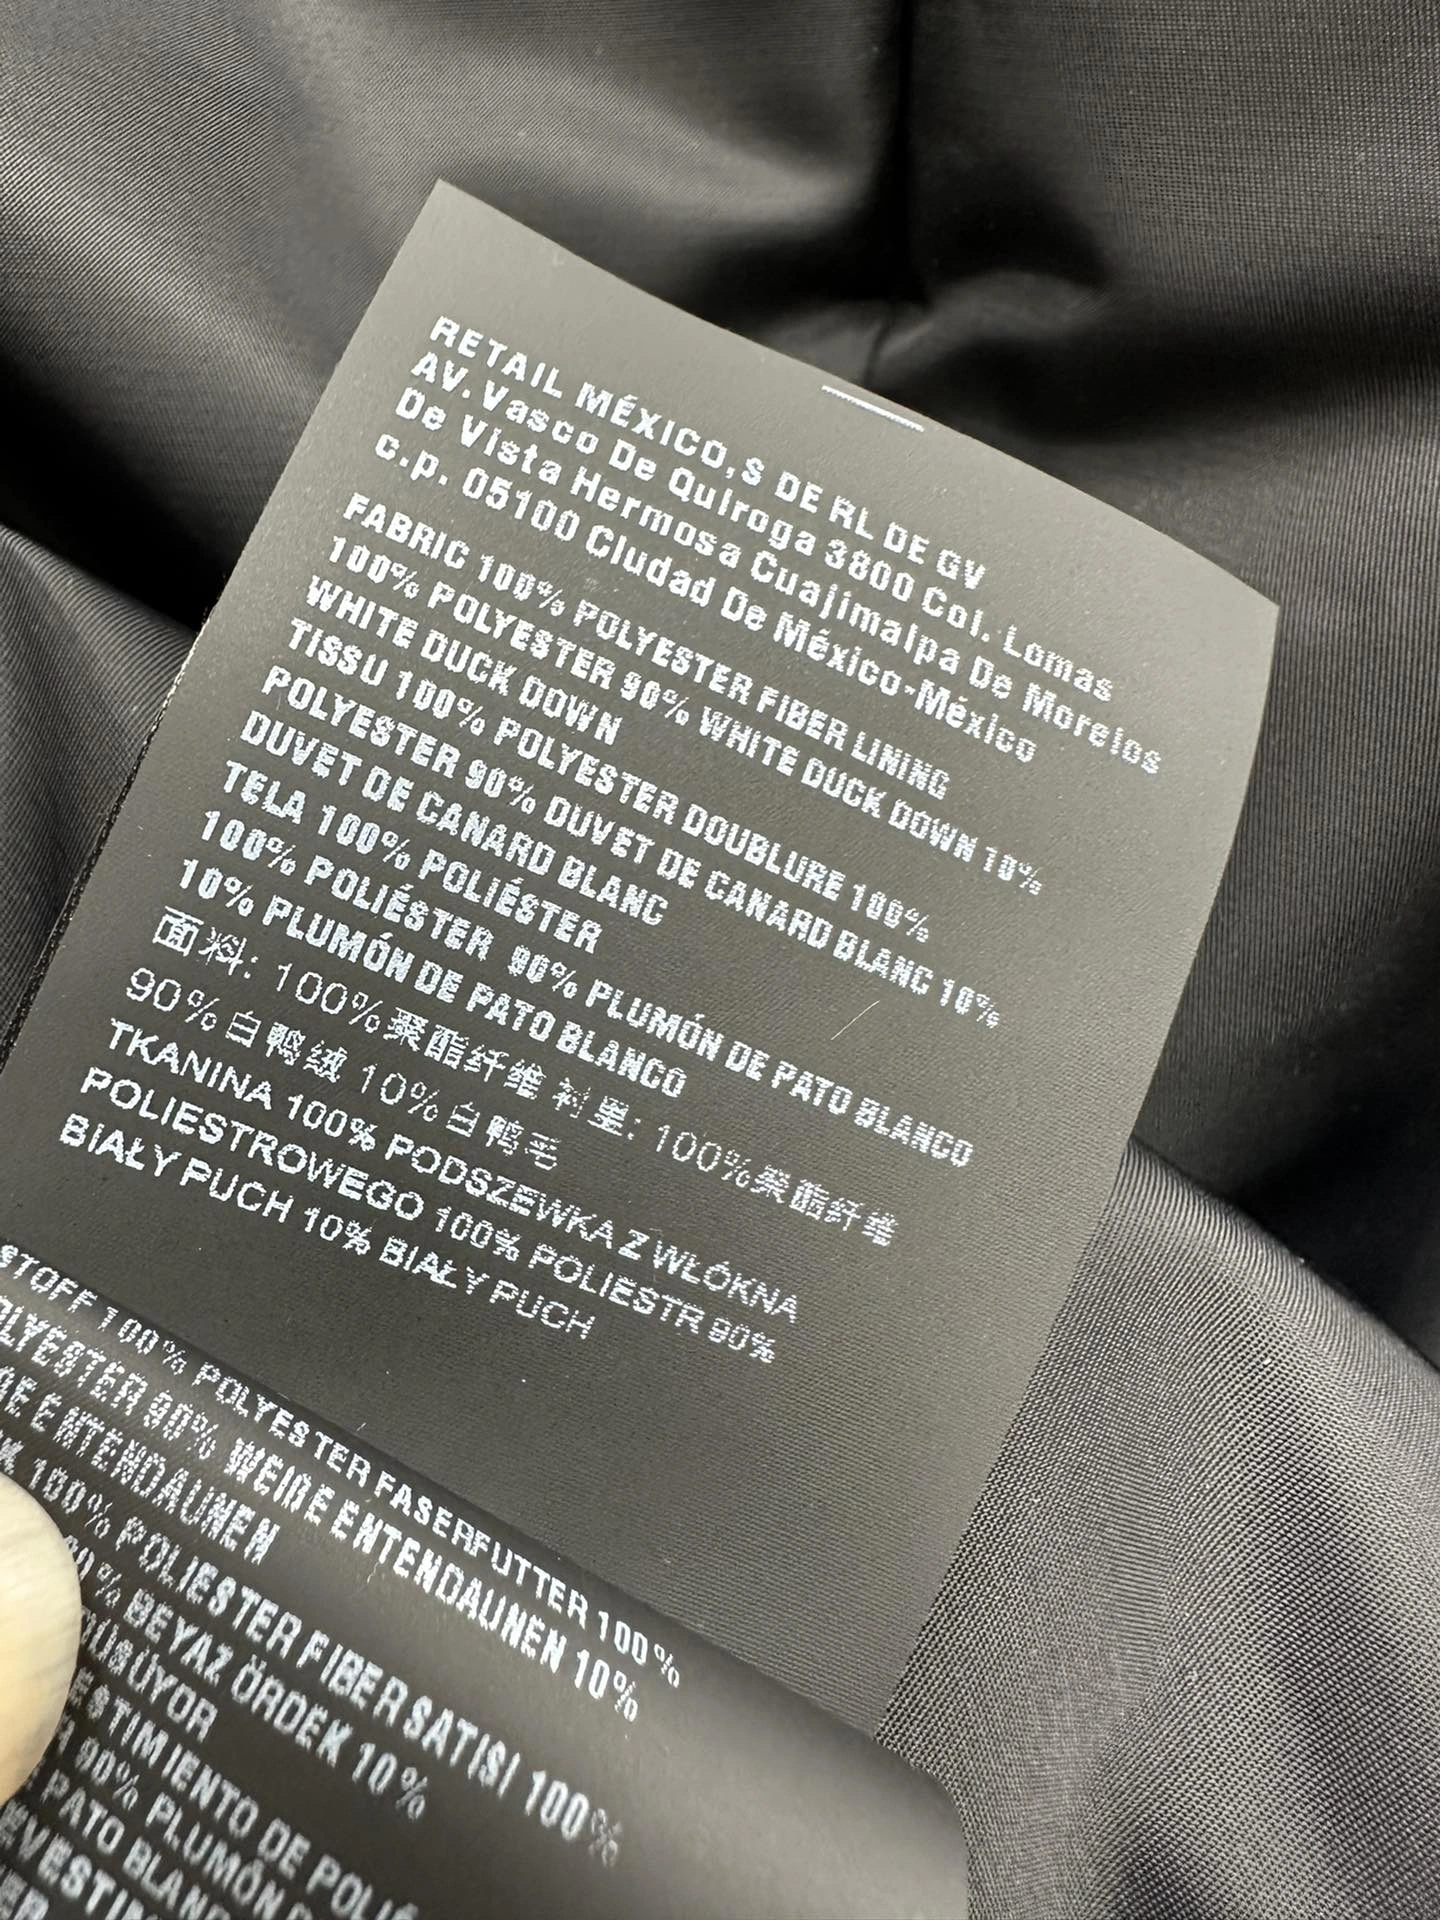 RETAIL MÉXICO,S DE RL DE GV
AV. Vasco De Quiroga 3800 Col. Lomas
De Vista Hermosa Cuajimalpa De Morelos
c.p. 05100 Ciudad De México-México
FABRIC 100% POLYESTER FIBER LINING
100% POLYESTER 90% WHITE DUCK DOWN 10%
WHITE DUCK DOWN
TISSU 100% POLYESTER DOUBLURE 100%
POLYESTER 90% DUVET DE CANARD BLANC 10%
DUVET DE CANARD BLANC
TELA 100% POLIÉSTER
100% POLIÉSTER 90% PLUMÓN DE PATO BLANCO
10% PLUMÓN DE PATO BLANCO
面料: 100%聚酯纤维 衬里: 100%聚酯纤维
90%白鸭绒 10%白鸭毛
TKANINA 100% PODSZEWKA Z WŁÓKNA
POLIESTROWEGO 100% POLIESTR 90%
BIAŁY PUCH 10% BIAŁY PUCH
STOFF 100% POLYESTER FASERFUTTER 100%
POLYESTER 90% WEIßE ENTENDAUNEN 10%
ENTENDAUNEN
100% POLIESTER FIBER SATISI 100%
BEYAZ ÖRDEK 10%
90% PLUMÓN
PATO BLANCO